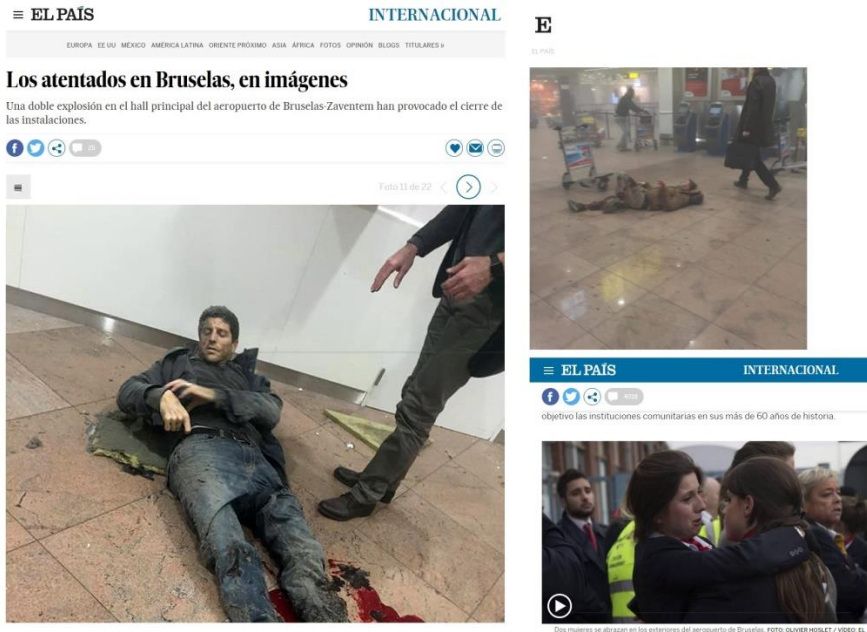 EL PAÍS
INTERNACIONAL
EUROPA EE UU MÉXICO AMÉRICA LATINA ORIENTE PRÓXIMO ASIA ÁFRICA FOTOS OPINIÓN BLOGS TITULARES »
Los atentados en Bruselas, en imágenes
Una doble explosión en el hall principal del aeropuerto de Bruselas-Zaventem han provocado el cierre de
las instalaciones.
25
Foto 11 de 22
E
EL PAÍS
EL PAÍS
INTERNACIONAL
objetivo las instituciones comunitarias en sus más de 60 años de historia.
Dos mujeres se abrazan en los exteriores del aeropuerto de Bruselas. FOTO: OLIVIER HOSLET / VÍDEO: EL